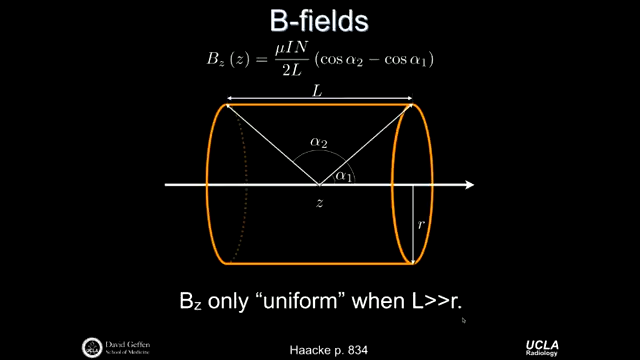 B-fields
B_z (z) = μIN/2L (cos α_2 − cos α_1)
L
α_2
α_1
z
r
B_z only “uniform” when L>>r.
UCLA
David Geffen
School of Medicine
Haacke p. 834
UCLA
Radiology